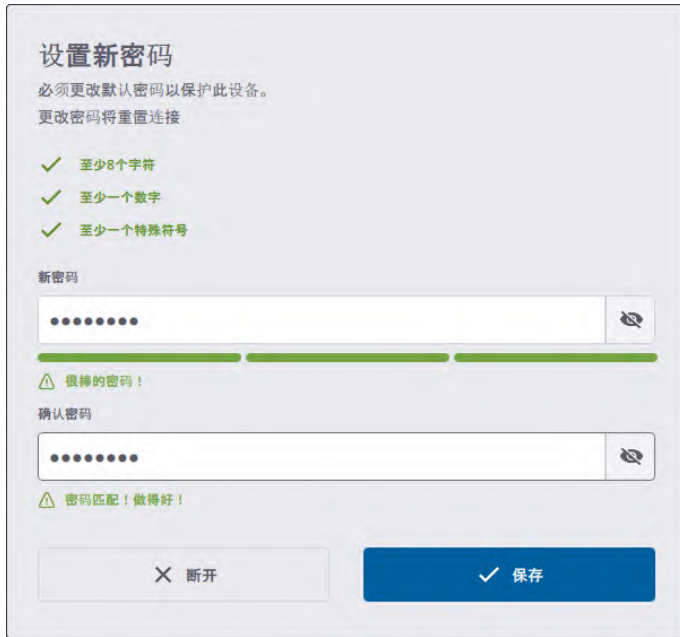 设置新密码
必须更改默认密码以保护此设备。
更改密码将重置连接
至少8个字符
至少一个数字
至少一个特殊符号
新密码
••••••••
很棒的密码！
确认密码
••••••••
密码匹配！做得好！
断开
保存